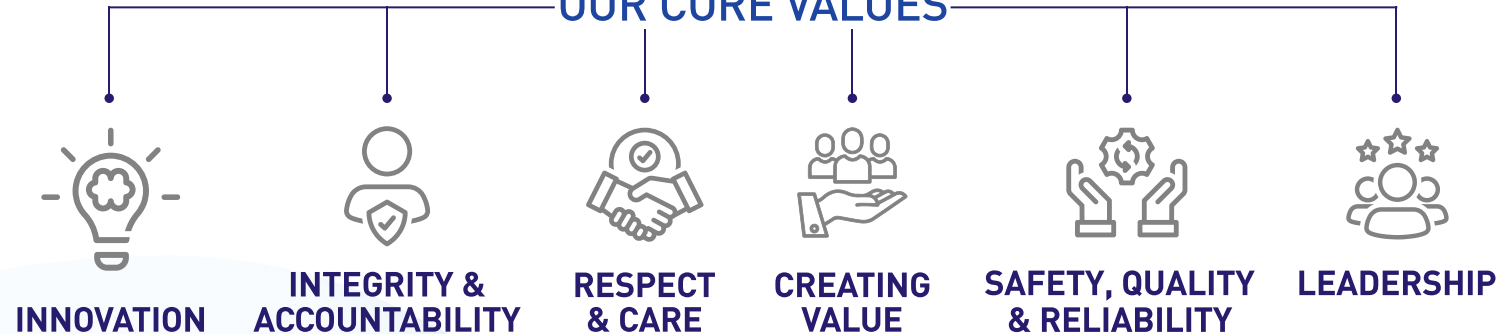 OUR CORE VALUES
INNOVATION
INTEGRITY &
ACCOUNTABILITY
RESPECT
& CARE
CREATING
VALUE
SAFETY, QUALITY
& RELIABILITY
LEADERSHIP